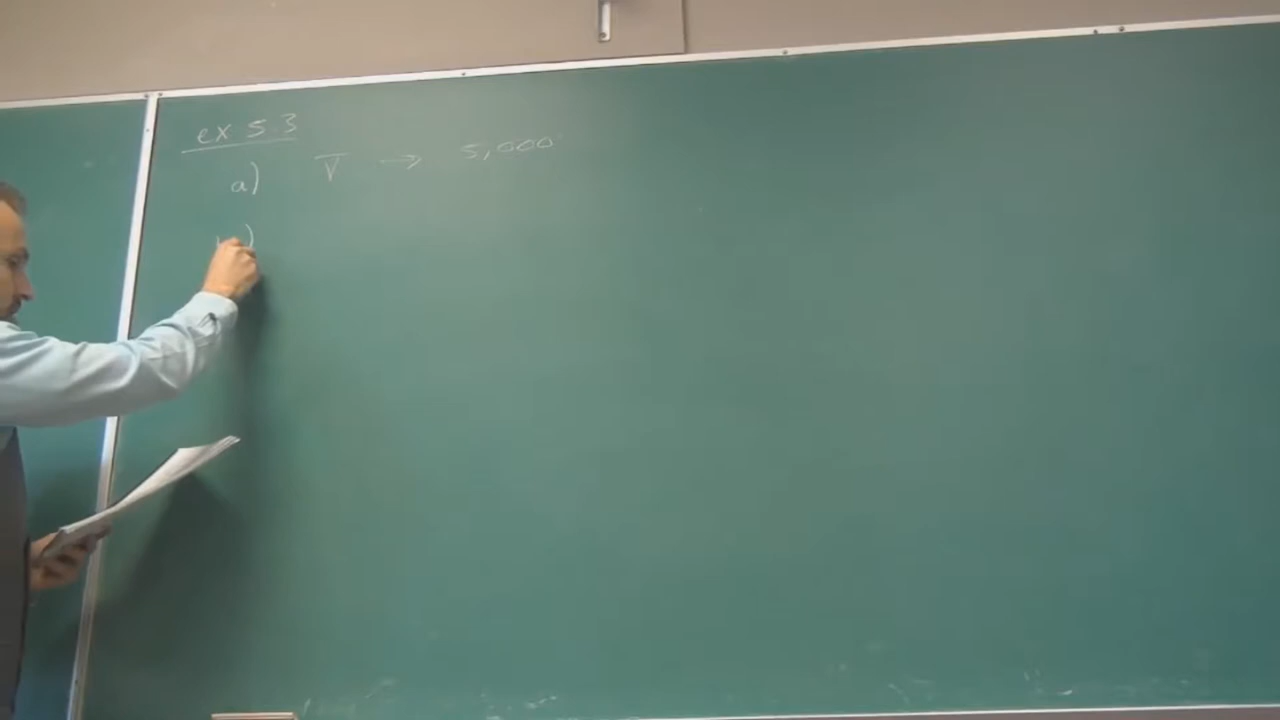 ex 5.3
a) V̅ → 5,000